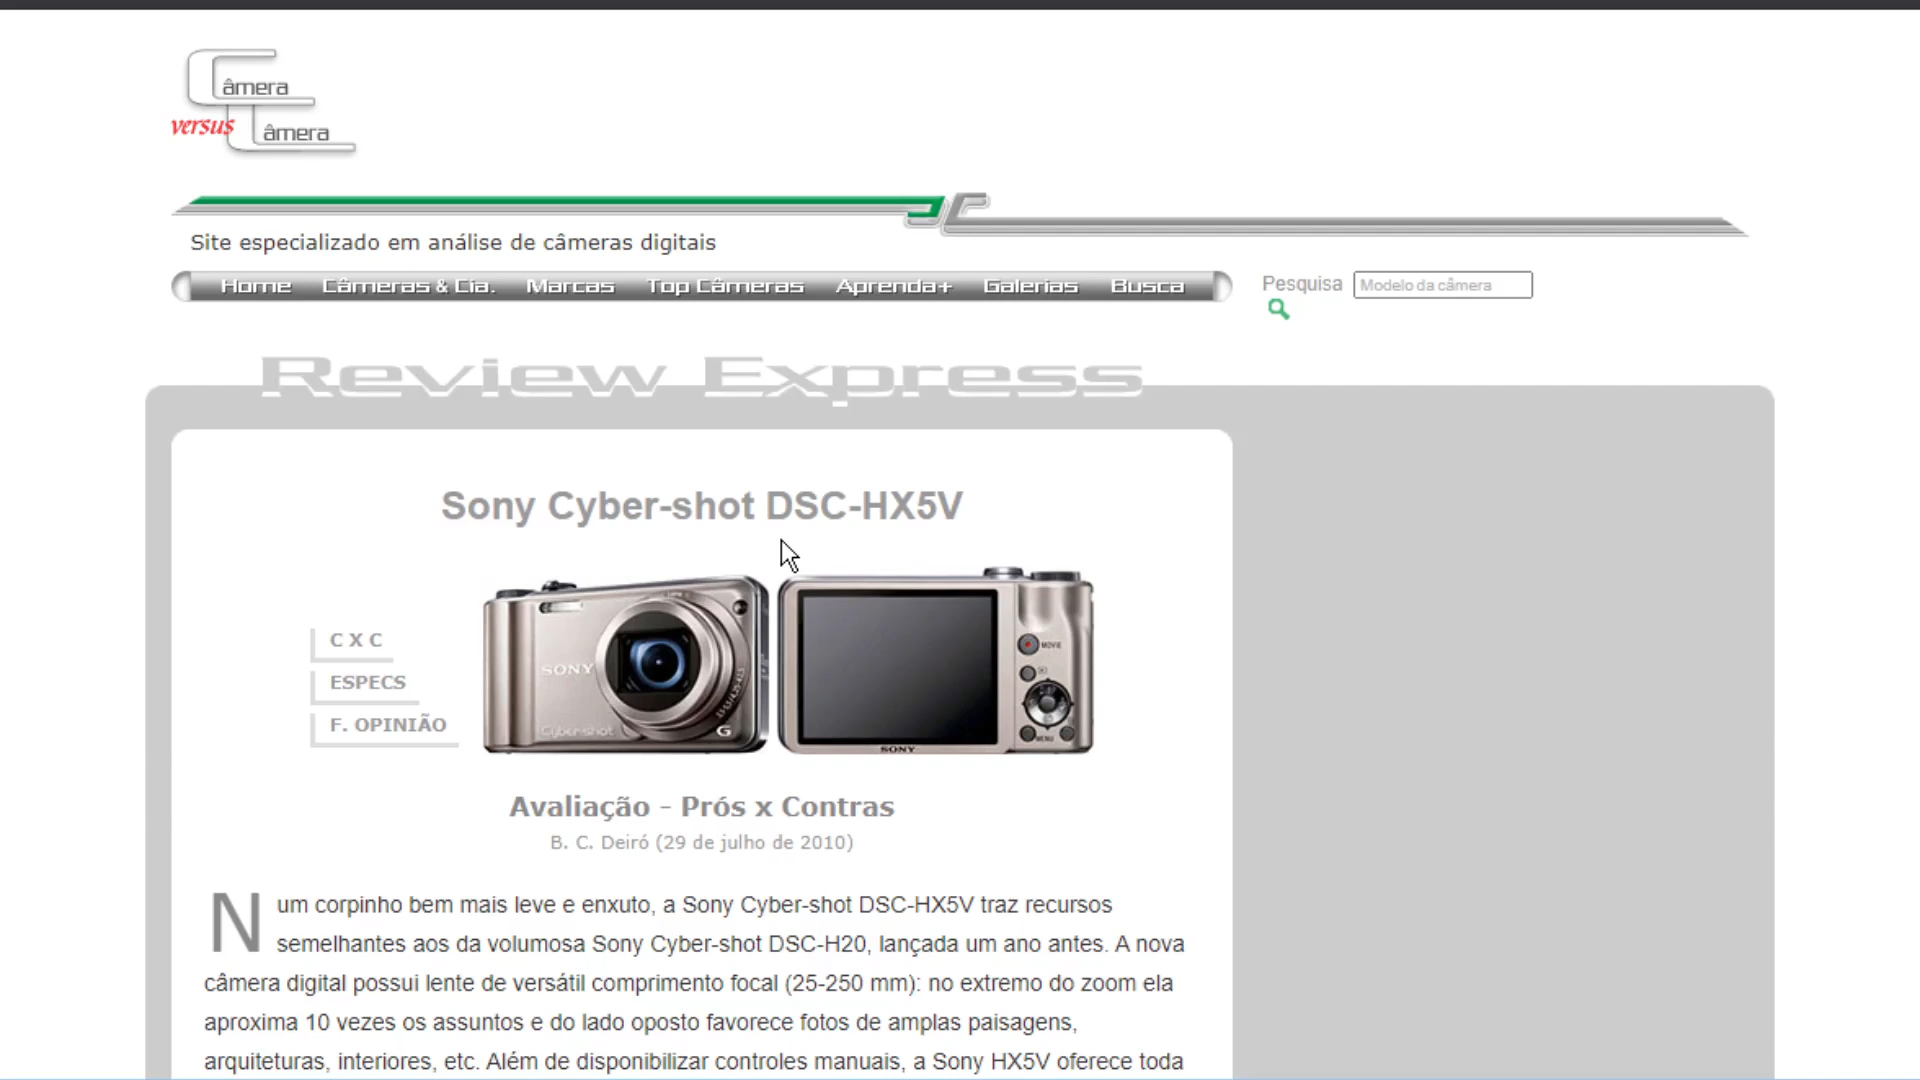 Câmera
versus Câmera
Site especializado em análise de câmeras digitais
Home Câmeras & Cia. Marcas Top Câmeras Aprenda+ Galerias Busca
Pesquisa Modelo da câmera
Review Express
Sony Cyber-shot DSC-HX5V
C X C
ESPECS
F. OPINIÃO
SONY
Cyber-shot
G
MOVIE
MENU
SONY
Avaliação - Prós x Contras
B. C. Deiró (29 de julho de 2010)
Num corpinho bem mais leve e enxuto, a Sony Cyber-shot DSC-HX5V traz recursos
semelhantes aos da volumosa Sony Cyber-shot DSC-H20, lançada um ano antes. A nova
câmera digital possui lente de versátil comprimento focal (25-250 mm): no extremo do zoom ela
aproxima 10 vezes os assuntos e do lado oposto favorece fotos de amplas paisagens,
arquiteturas, interiores, etc. Além de disponibilizar controles manuais, a Sony HX5V oferece toda